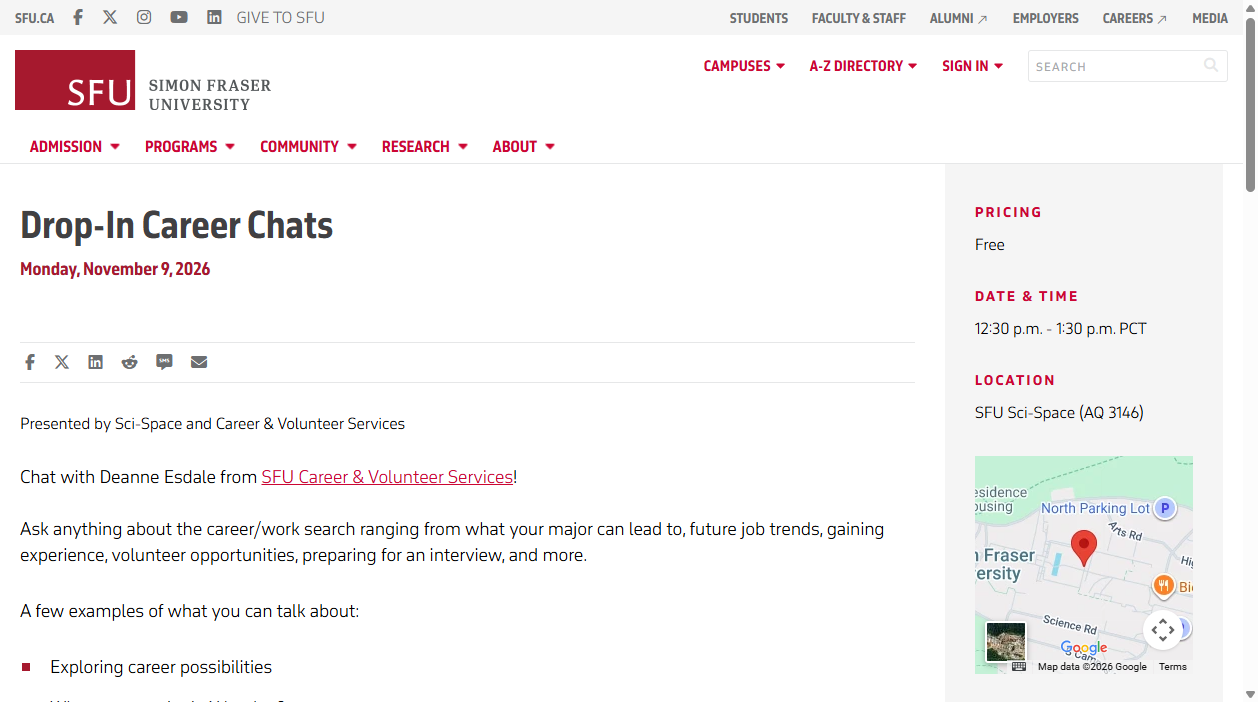 SFU.CA GIVE TO SFU STUDENTS FACULTY & STAFF ALUMNI EMPLOYERS CAREERS MEDIA
SFU SIMON FRASER
UNIVERSITY
CAMPUSES A-Z DIRECTORY SIGN IN SEARCH
ADMISSION PROGRAMS COMMUNITY RESEARCH ABOUT
Drop-In Career Chats
Monday, November 9, 2026
SMS
Presented by Sci-Space and Career & Volunteer Services
Chat with Deanne Esdale from SFU Career & Volunteer Services!
Ask anything about the career/work search ranging from what your major can lead to, future job trends, gaining
experience, volunteer opportunities, preparing for an interview, and more.
A few examples of what you can talk about:
Exploring career possibilities
PRICING
Free
DATE & TIME
12:30 p.m. - 1:30 p.m. PCT
LOCATION
SFU Sci-Space (AQ 3146)
North Parking Lot P
Arts Rd
Fraser
Science Rd
Google
Map data ©2026 Google Terms